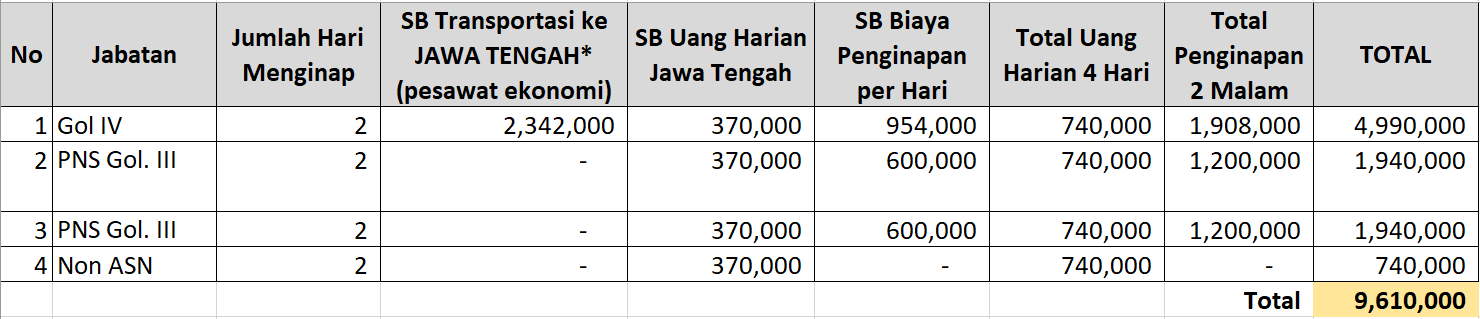 No Jabatan Jumlah Hari Menginap SB Transportasi ke JAWA TENGAH* (pesawat ekonomi) SB Uang Harian Jawa Tengah SB Biaya Penginapan per Hari Total Uang Harian 4 Hari Total Penginapan 2 Malam TOTAL
1 Gol IV 2 2,342,000 370,000 954,000 740,000 1,908,000 4,990,000
2 PNS Gol. III 2 - 370,000 600,000 740,000 1,200,000 1,940,000
3 PNS Gol. III 2 - 370,000 600,000 740,000 1,200,000 1,940,000
4 Non ASN 2 - 370,000 - 740,000 - 740,000
Total 9,610,000